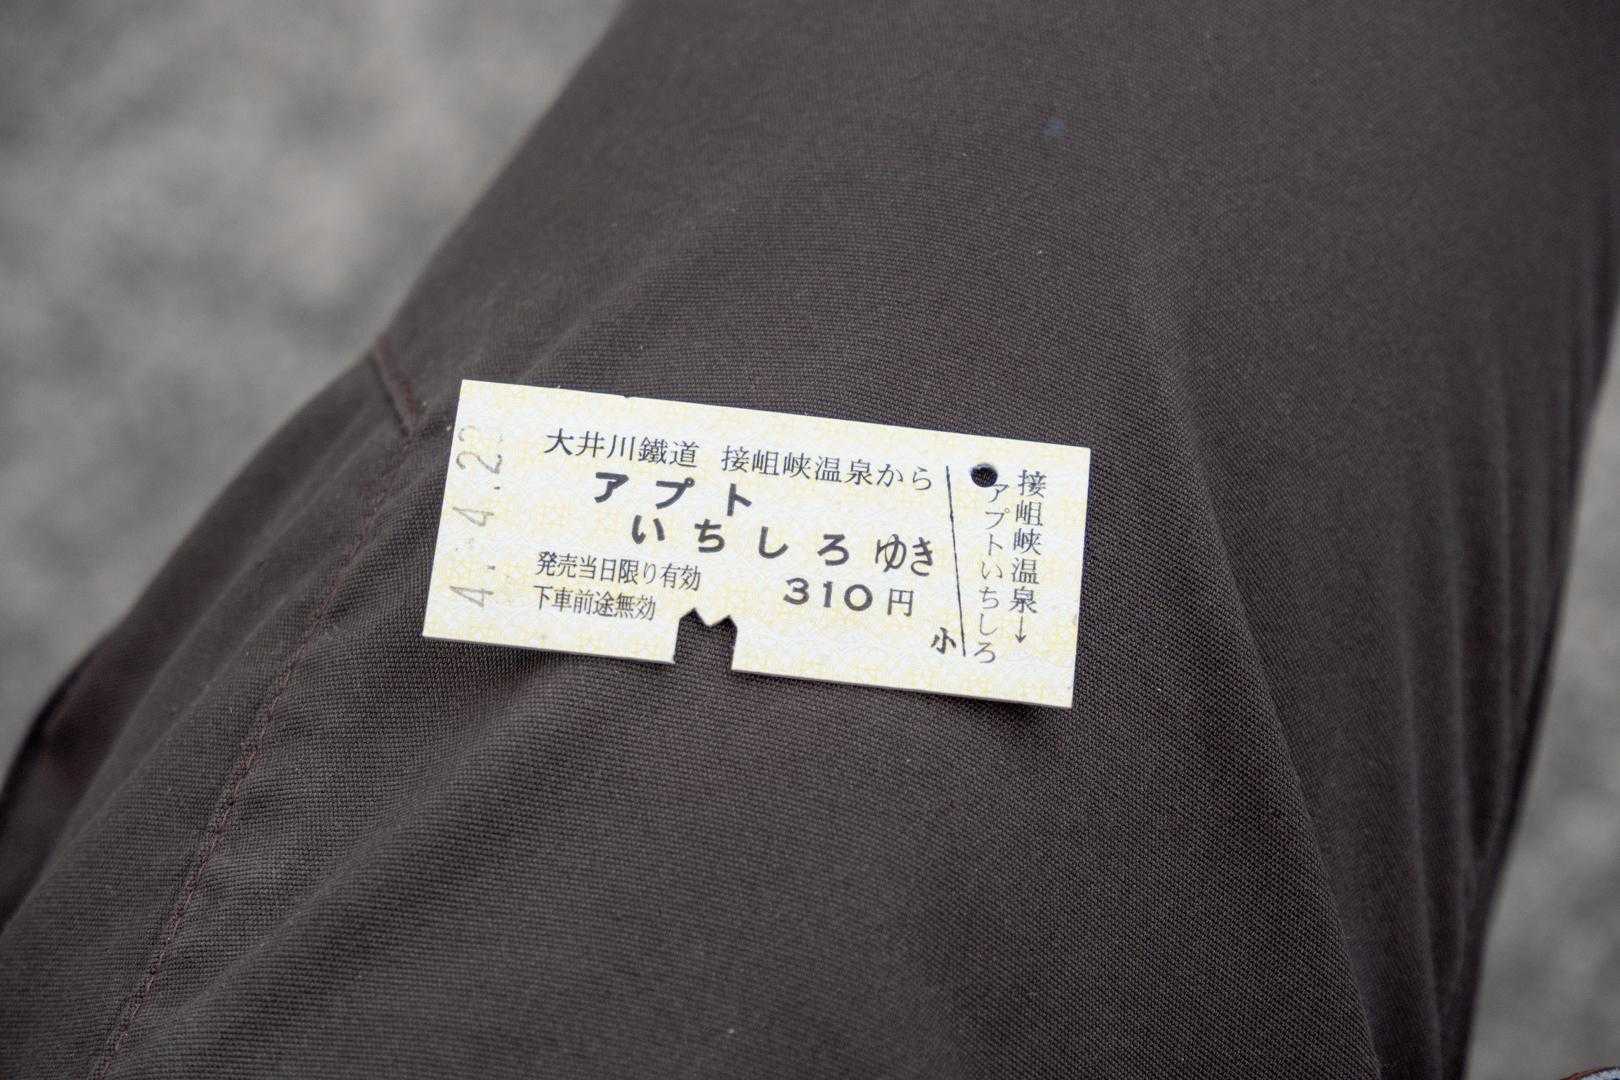 4.-4.22
大井川鐵道 接岨峡温泉から
アプト
いちしろゆき
発売当日限り有効
下車前途無効
310円
小
接岨峡温泉→
アプトいちしろ